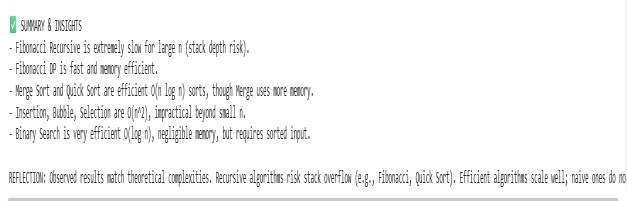 ✅ SUMMARY & INSIGHTS
- Fibonacci Recursive is extremely slow for large n (stack depth risk).
- Fibonacci DP is fast and memory efficient.
- Merge Sort and Quick Sort are efficient O(n log n) sorts, though Merge uses more memory.
- Insertion, Bubble, Selection are O(n^2), impractical beyond small n.
- Binary Search is very efficient O(log n), negligible memory, but requires sorted input.
REFLECTION: Observed results match theoretical complexities. Recursive algorithms risk stack overflow (e.g., Fibonacci, Quick Sort). Efficient algorithms scale well; naive ones do no